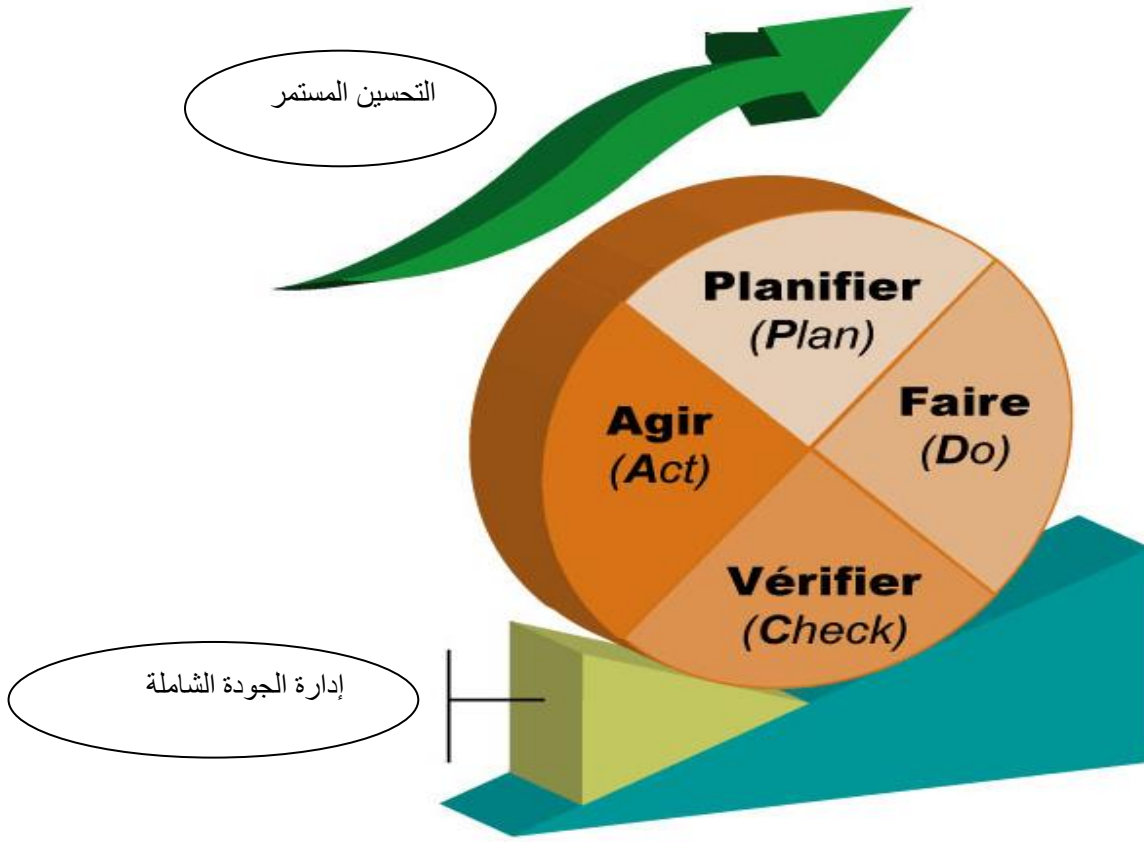 التحسين المستمر
Planifier
(Plan)
Faire
(Do)
Agir
(Act)
Vérifier
(Check)
إدارة الجودة الشاملة